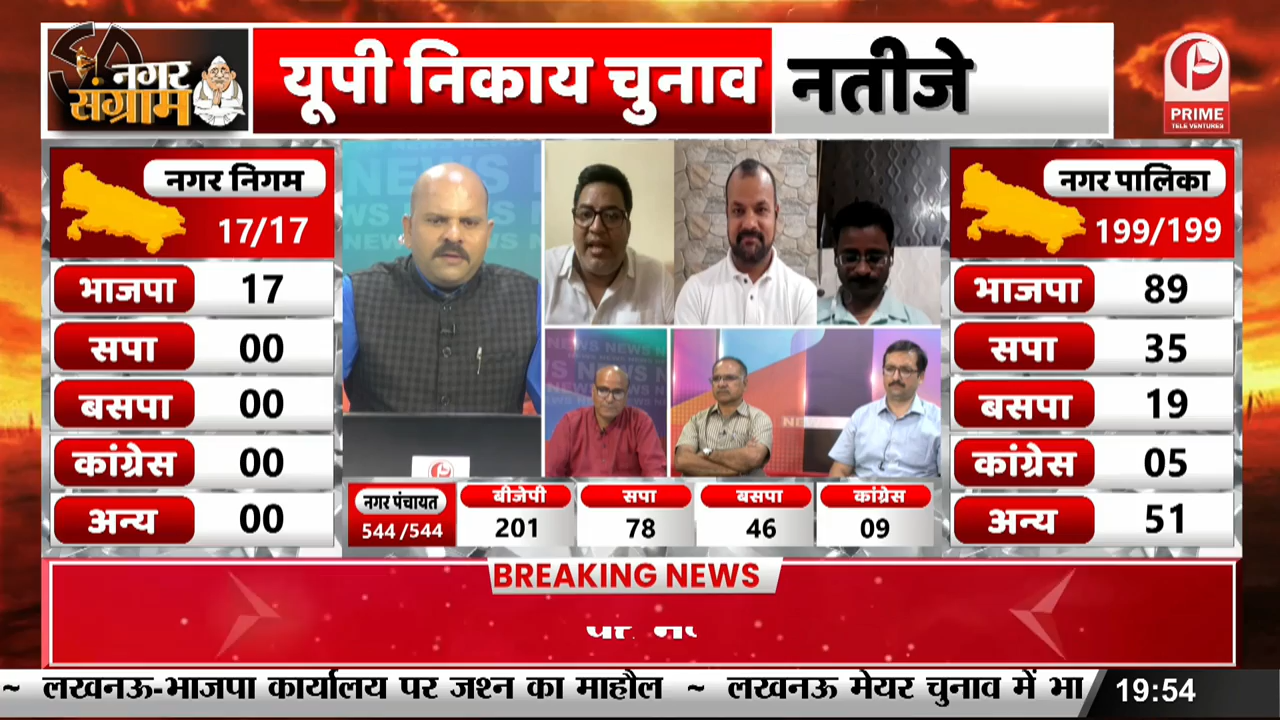 नगर
संग्राम
यूपी निकाय चुनाव नतीजे
PRIME
TELE VENTURES
नगर निगम
17/17
भाजपा 17
सपा 00
बसपा 00
कांग्रेस 00
अन्य 00
NEWS
नगर पालिका
199/199
भाजपा 89
सपा 35
बसपा 19
कांग्रेस 05
अन्य 51
नगर पंचायत
544/544
बीजेपी सपा बसपा कांग्रेस
201 78 46 09
BREAKING NEWS
~ लखनऊ-भाजपा कार्यालय पर जश्न का माहौल ~ लखनऊ मेयर चुनाव में भा
19:54